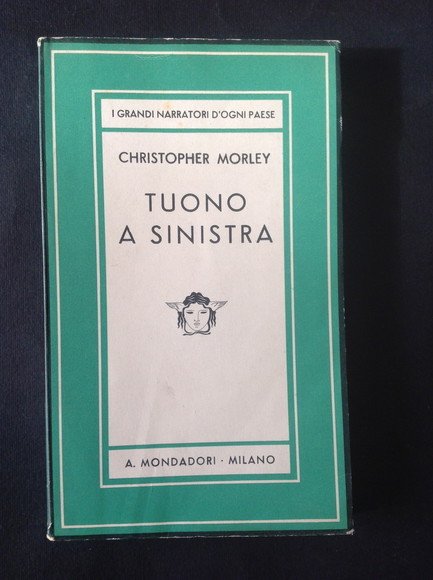 I GRANDI NARRATORI D'OGNI PAESE
CHRISTOPHER MORLEY
TUONO
A SINISTRA
A. MONDADORI · MILANO